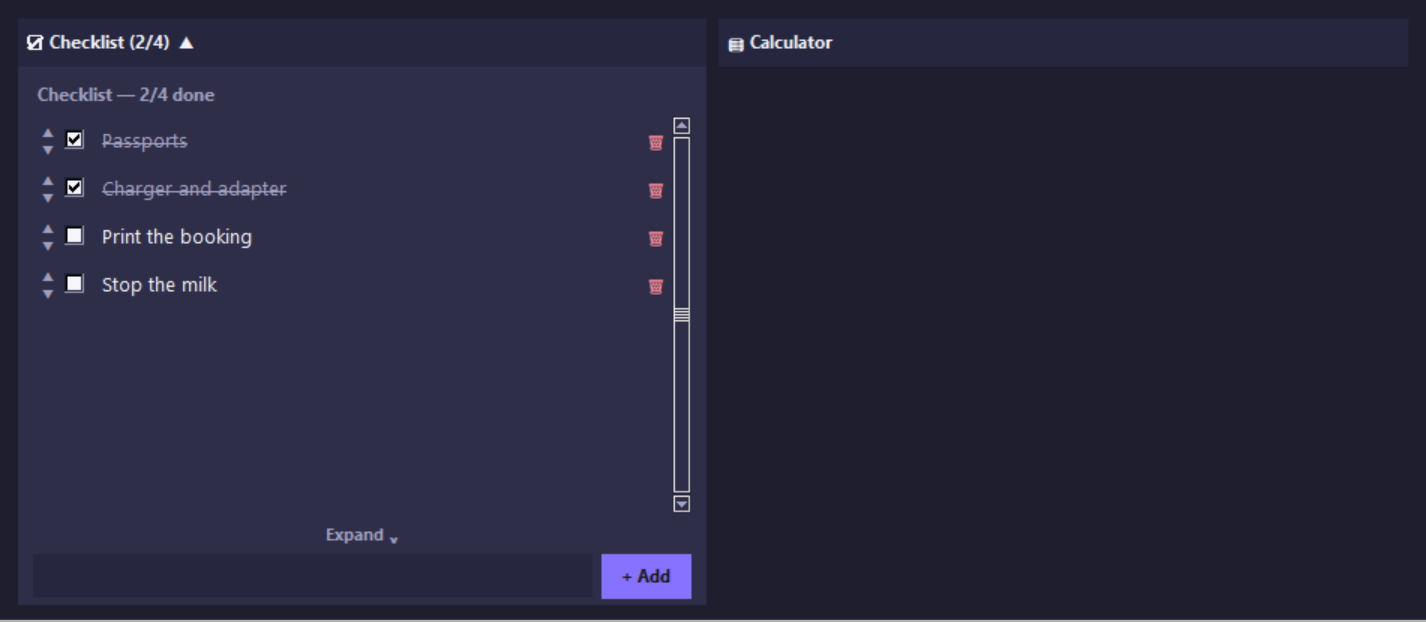 Checklist (2/4) ▲
Calculator
Checklist — 2/4 done
Passports
Charger and adapter
Print the booking
Stop the milk
Expand
+ Add